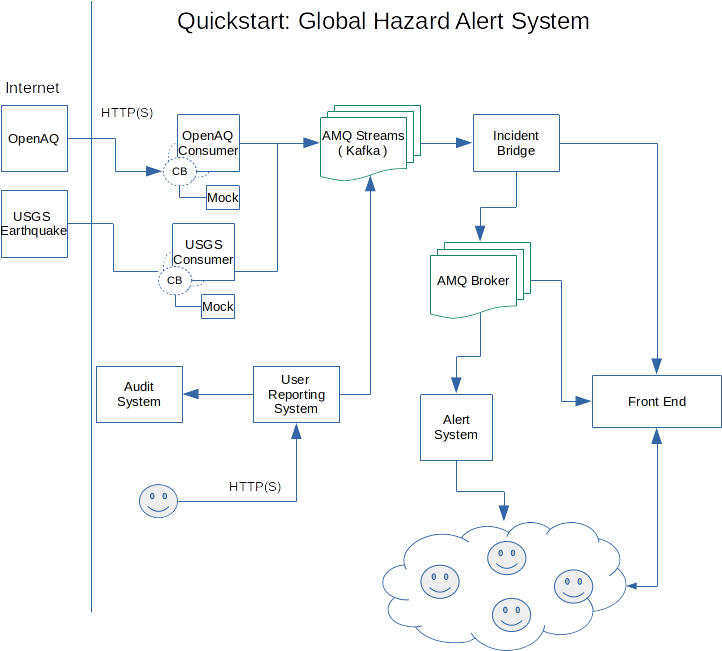 Quickstart: Global Hazard Alert System
Internet
HTTP(S)
OpenAQ
OpenAQ
Consumer
CB
Mock
AMQ Streams
( Kafka )
Incident
Bridge
USGS
Earthquake
USGS
Consumer
CB
Mock
AMQ Broker
Audit
System
User
Reporting
System
Alert
System
Front End
HTTP(S)